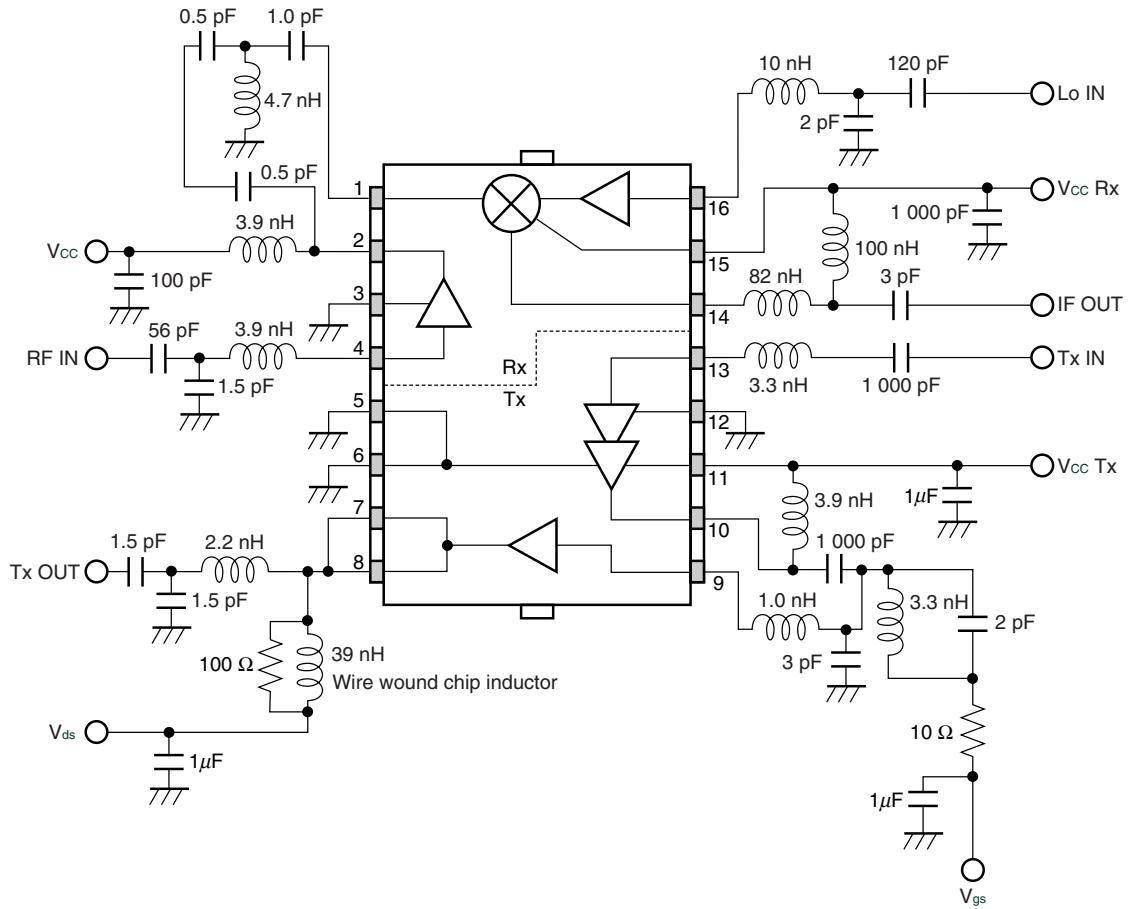 0.5 pF
1.0 pF
4.7 nH
0.5 pF
3.9 nH
Vcc
100 pF
56 pF
3.9 nH
RF IN
1.5 pF
1
2
3
4
5
6
7
8
Rx
Tx
16
15
14
13
12
11
10
9
10 nH
120 pF
Lo IN
2 pF
Vcc Rx
1 000 pF
100 nH
82 nH
3 pF
IF OUT
Tx IN
3.3 nH
1 000 pF
Vcc Tx
3.9 nH
1μF
1 000 pF
1.0 nH
3.3 nH
2 pF
3 pF
10 Ω
1μF
Vgs
1.5 pF
2.2 nH
Tx OUT
1.5 pF
100 Ω
39 nH
Wire wound chip inductor
Vds
1μF